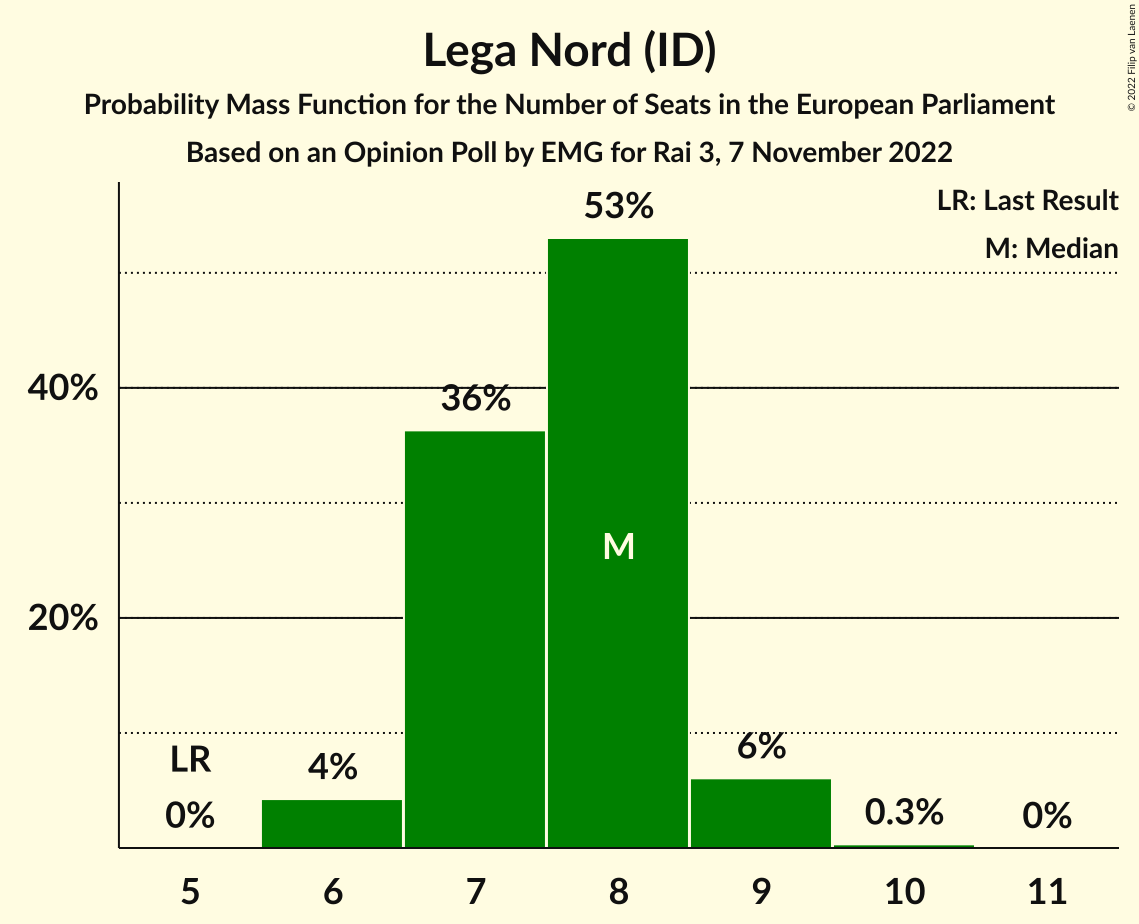 Lega Nord (ID)
Probability Mass Function for the Number of Seats in the European Parliament
Based on an Opinion Poll by EMG for Rai 3, 7 November 2022
© 2022 Filip van Laenen
LR: Last Result
M: Median
53%
40%
36%
M
20%
LR
0%
4%
6%
0.3%
0%
5 6 7 8 9 10 11